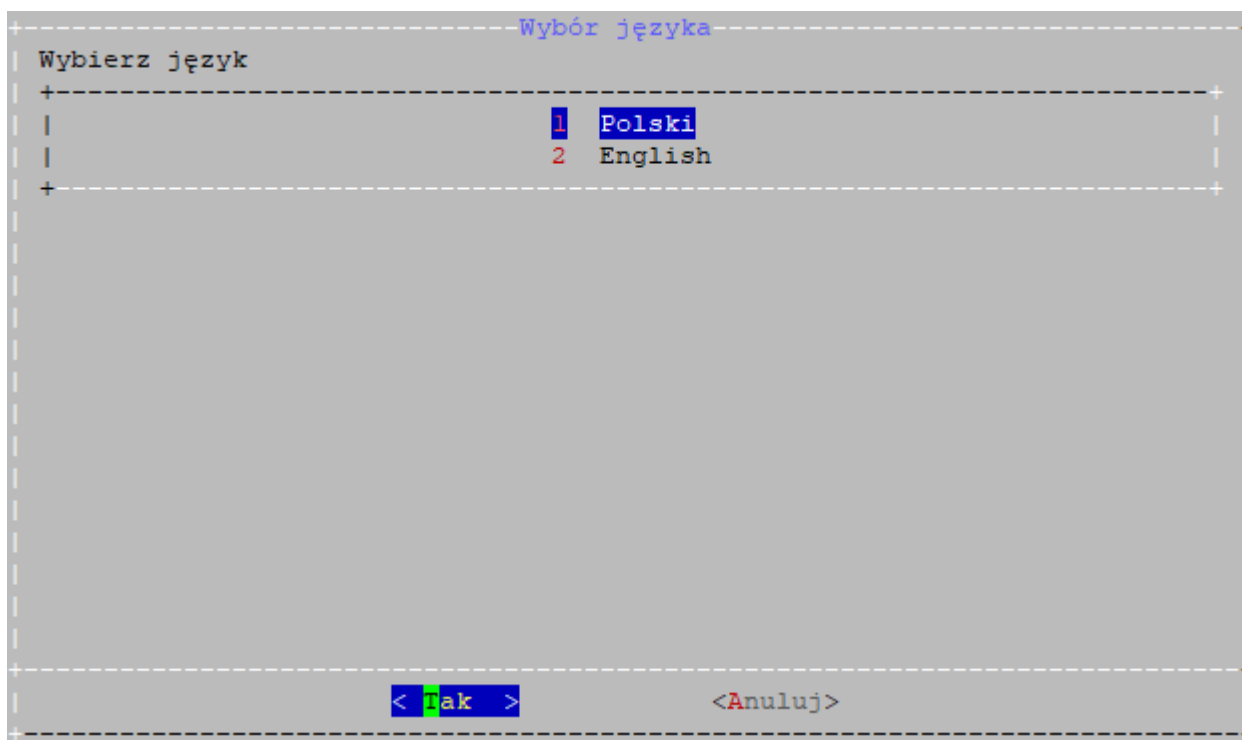 Wybór języka
Wybierz język
1 Polski
2 English
< Tak > <Anuluj>